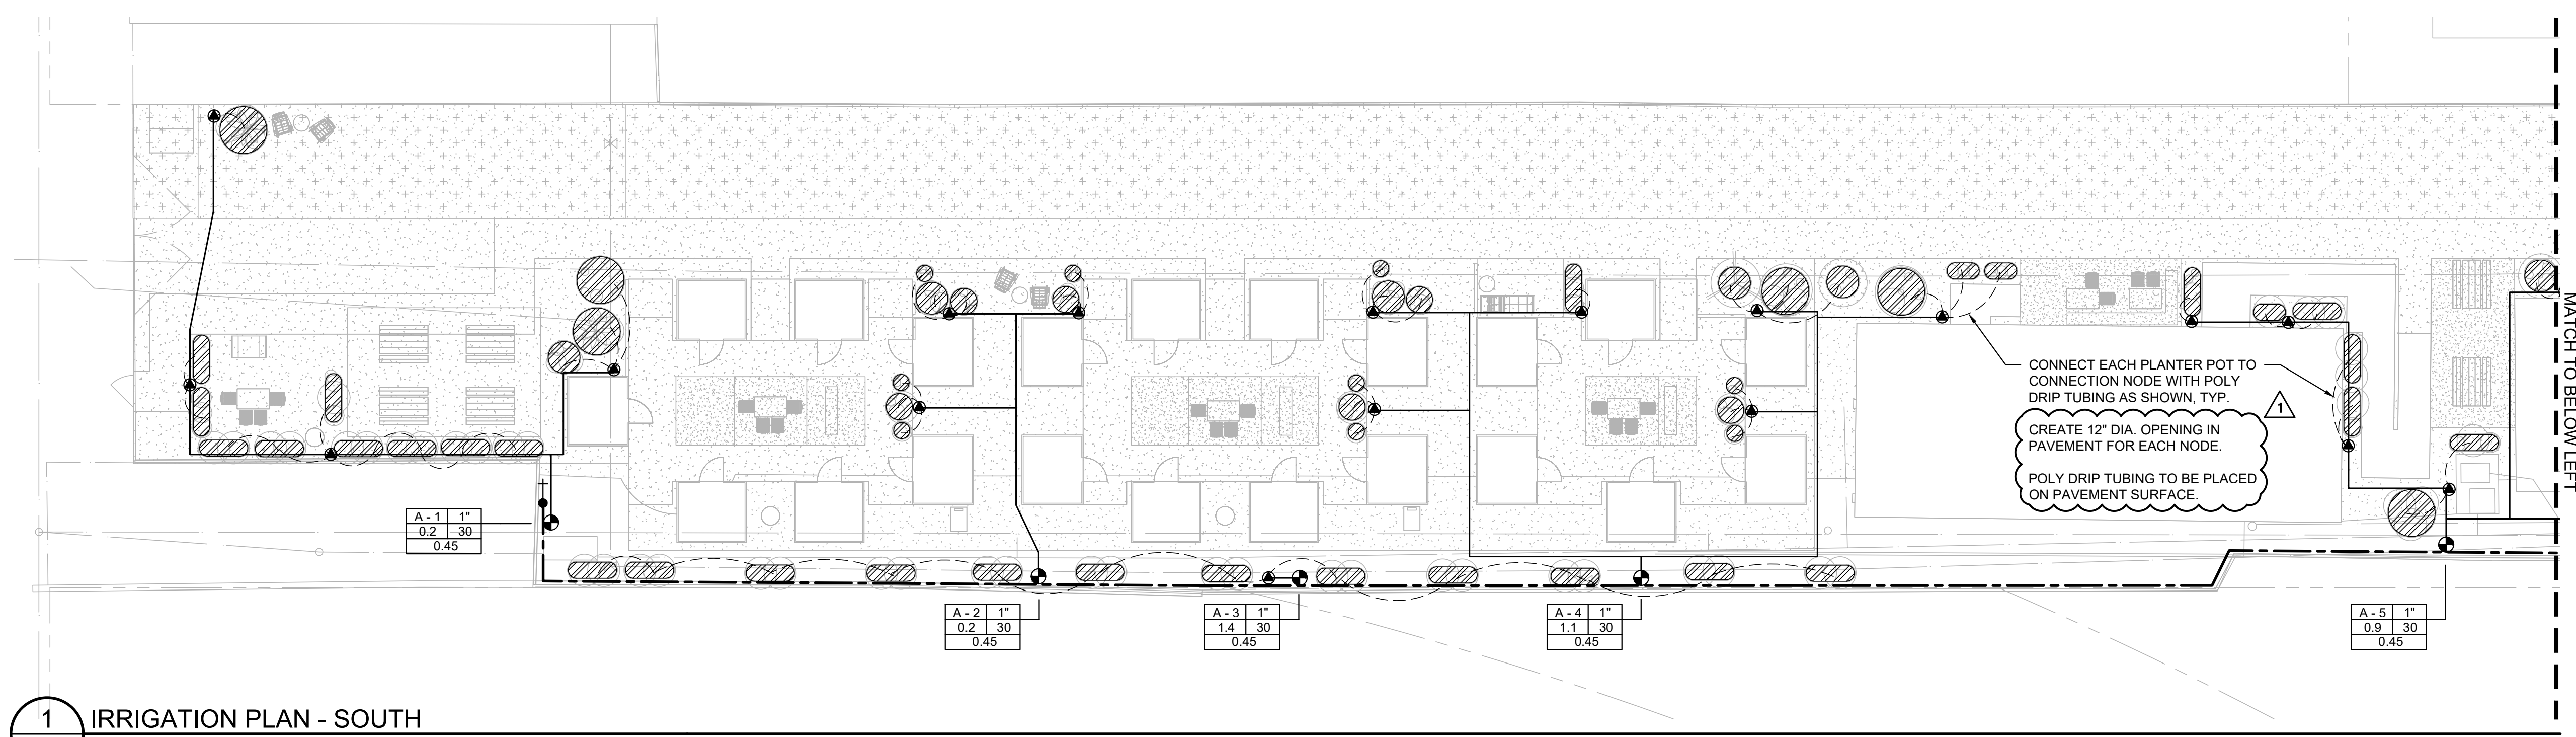 CONNECT EACH PLANTER POT TO
CONNECTION NODE WITH POLY
DRIP TUBING AS SHOWN, TYP.
1
CREATE 12" DIA. OPENING IN
PAVEMENT FOR EACH NODE.
POLY DRIP TUBING TO BE PLACED
ON PAVEMENT SURFACE.
MATCH TO BELOW LEFT
A - 1 1"
0.2 30
0.45
A - 2 1"
0.2 30
0.45
A - 3 1"
1.4 30
0.45
A - 4 1"
1.1 30
0.45
A - 5 1"
0.9 30
0.45
1 IRRIGATION PLAN - SOUTH